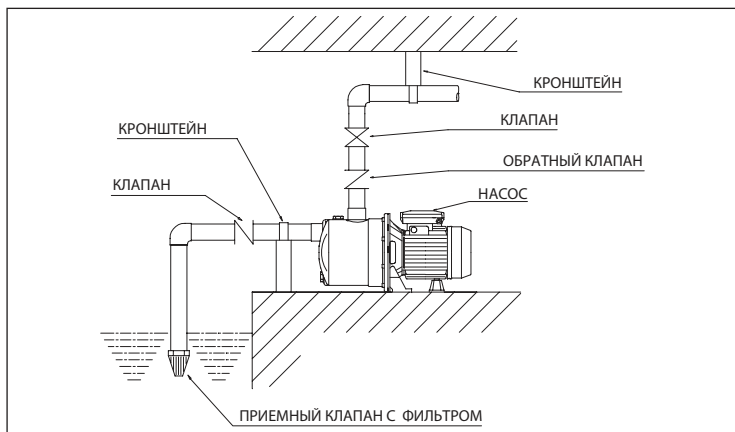 КРОНШТЕЙН
КЛАПАН
КРОНШТЕЙН
ОБРАТНЫЙ КЛАПАН
КЛАПАН
НАСОС
ПРИЕМНЫЙ КЛАПАН С ФИЛЬТРОМ